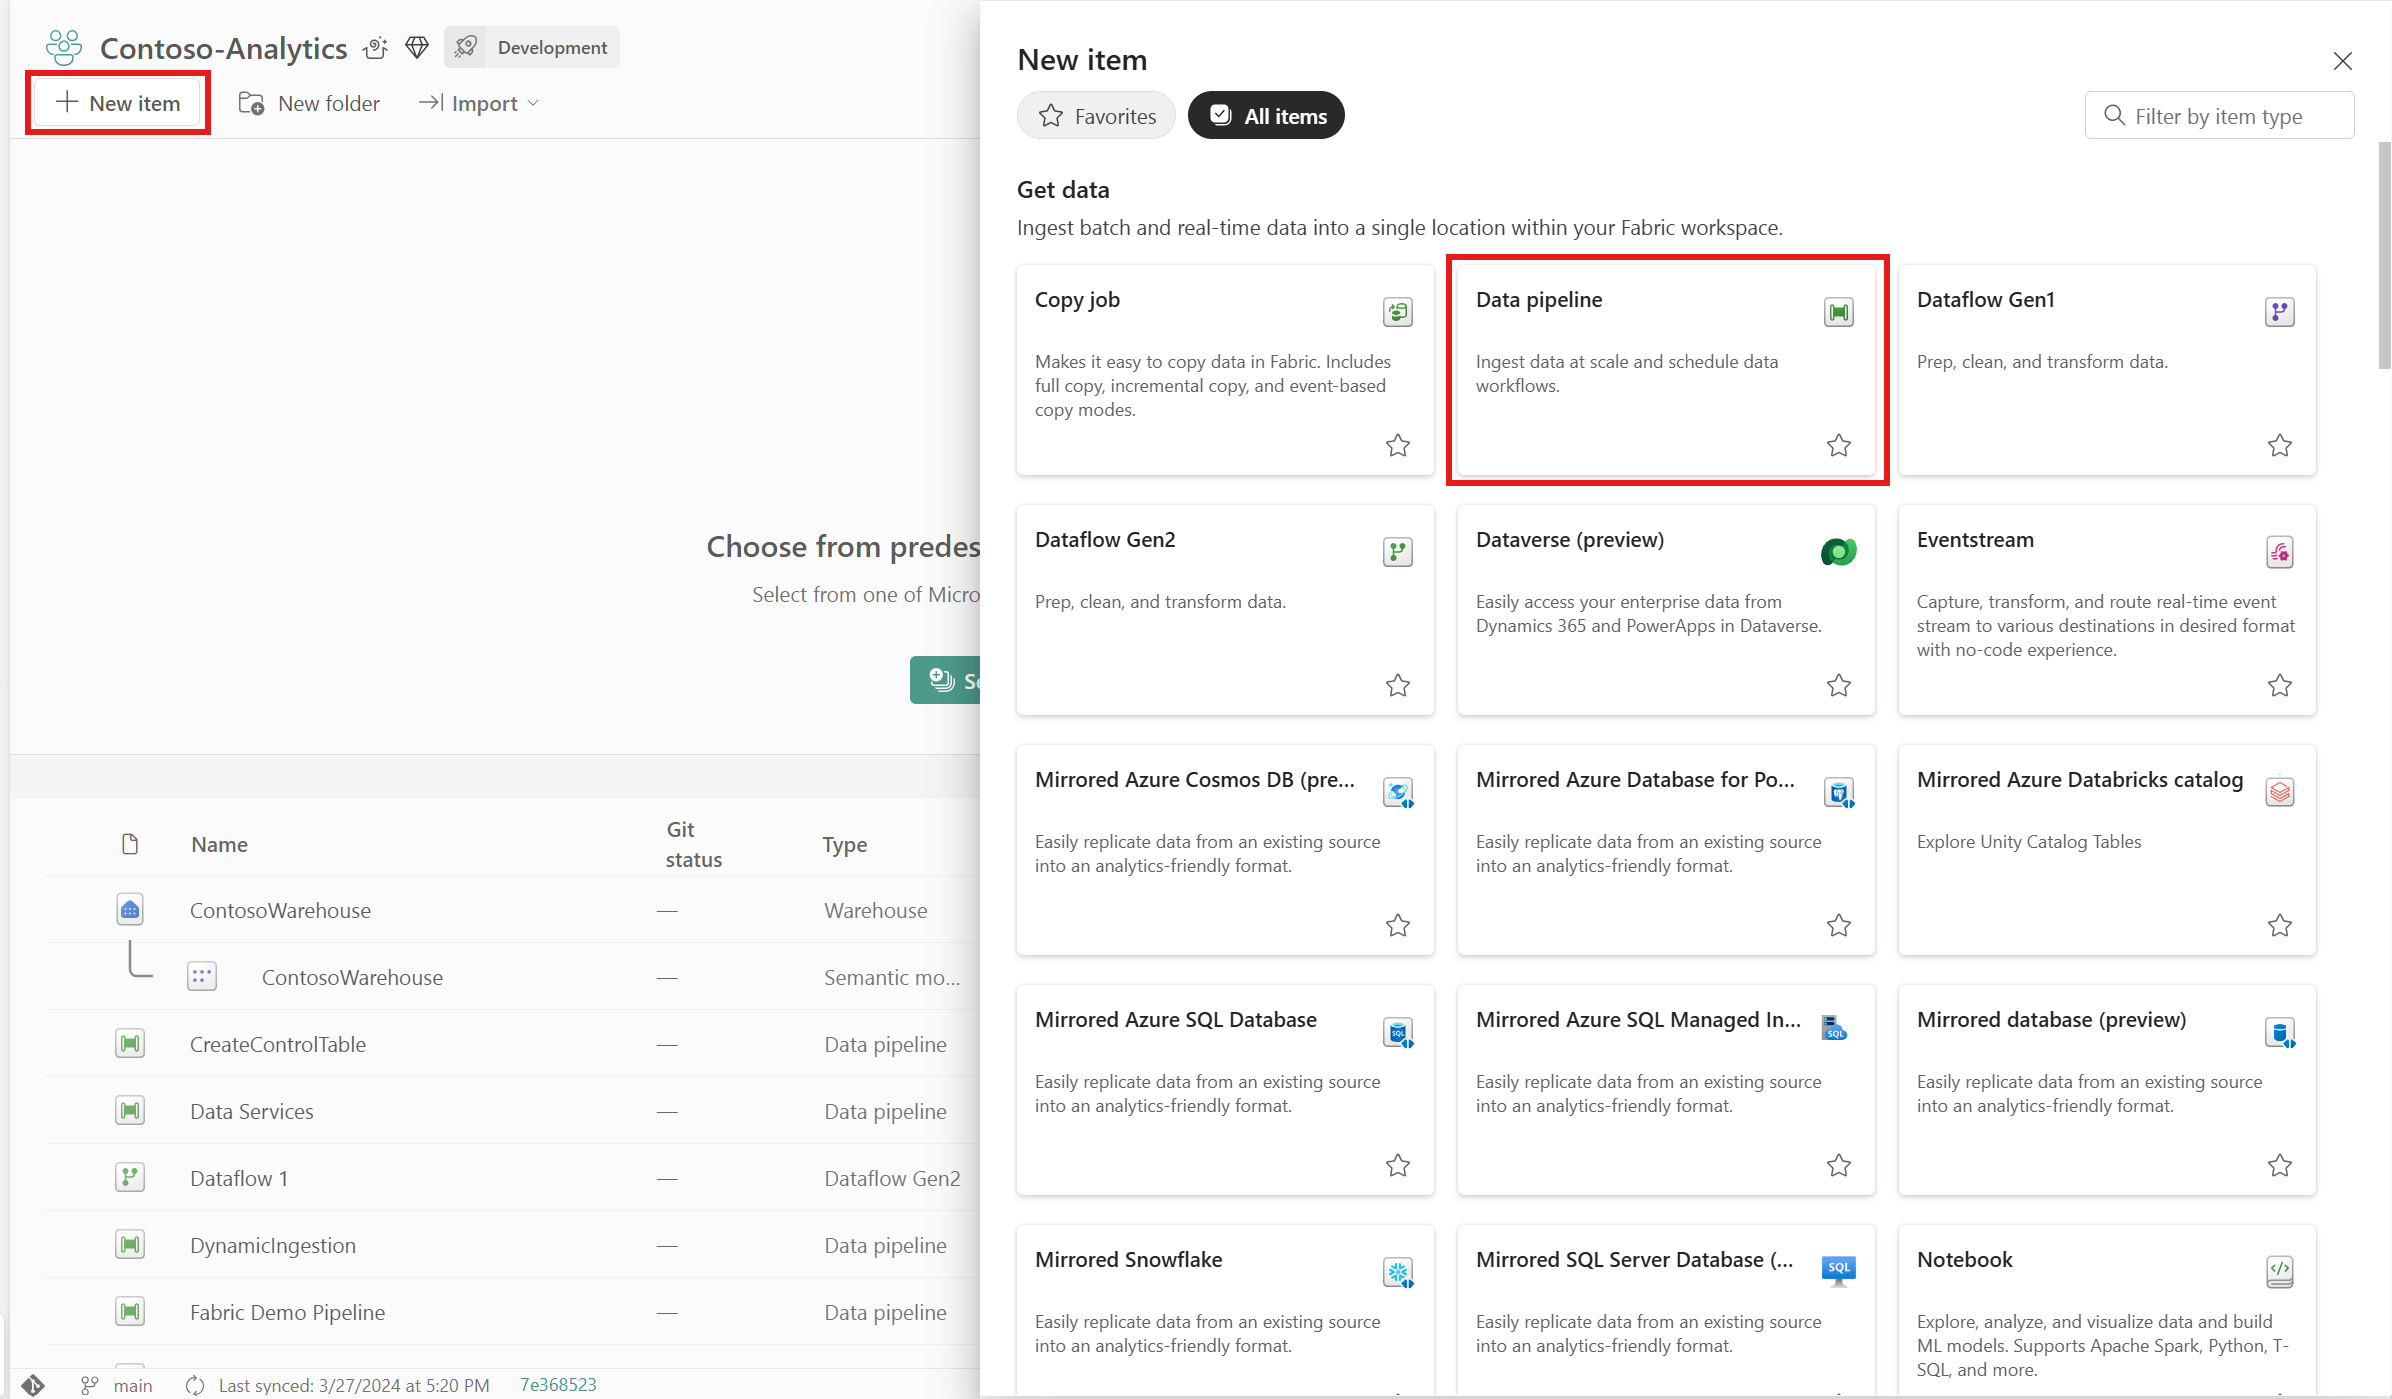 Contoso-Analytics
Development
New item
New folder
Import
Choose from predes
Select from one of Micro
Name
Git
status
Type
ContosoWarehouse
—
Warehouse
ContosoWarehouse
—
Semantic mo...
CreateControlTable
—
Data pipeline
Data Services
—
Data pipeline
Dataflow 1
—
Dataflow Gen2
DynamicIngestion
—
Data pipeline
Fabric Demo Pipeline
—
Data pipeline
main
Last synced: 3/27/2024 at 5:20 PM
7e368523
New item
Favorites
All items
Filter by item type
Get data
Ingest batch and real-time data into a single location within your Fabric workspace.
Copy job
Makes it easy to copy data in Fabric. Includes
full copy, incremental copy, and event-based
copy modes.
Data pipeline
Ingest data at scale and schedule data
workflows.
Dataflow Gen1
Prep, clean, and transform data.
Dataflow Gen2
Prep, clean, and transform data.
Dataverse (preview)
Easily access your enterprise data from
Dynamics 365 and PowerApps in Dataverse.
Eventstream
Capture, transform, and route real-time event
stream to various destinations in desired format
with no-code experience.
Mirrored Azure Cosmos DB (pre...
Easily replicate data from an existing source
into an analytics-friendly format.
Mirrored Azure Database for Po...
Easily replicate data from an existing source
into an analytics-friendly format.
Mirrored Azure Databricks catalog
Explore Unity Catalog Tables
Mirrored Azure SQL Database
SQL
Easily replicate data from an existing source
into an analytics-friendly format.
Mirrored Azure SQL Managed In...
SQL
Easily replicate data from an existing source
into an analytics-friendly format.
Mirrored database (preview)
Easily replicate data from an existing source
into an analytics-friendly format.
Mirrored Snowflake
Easily replicate data from an existing source
into an analytics-friendly format.
Mirrored SQL Server Database (...
SQL
Easily replicate data from an existing source
into an analytics-friendly format.
Notebook
Explore, analyze, and visualize data and build
ML models. Supports Apache Spark, Python, T-
SQL, and more.